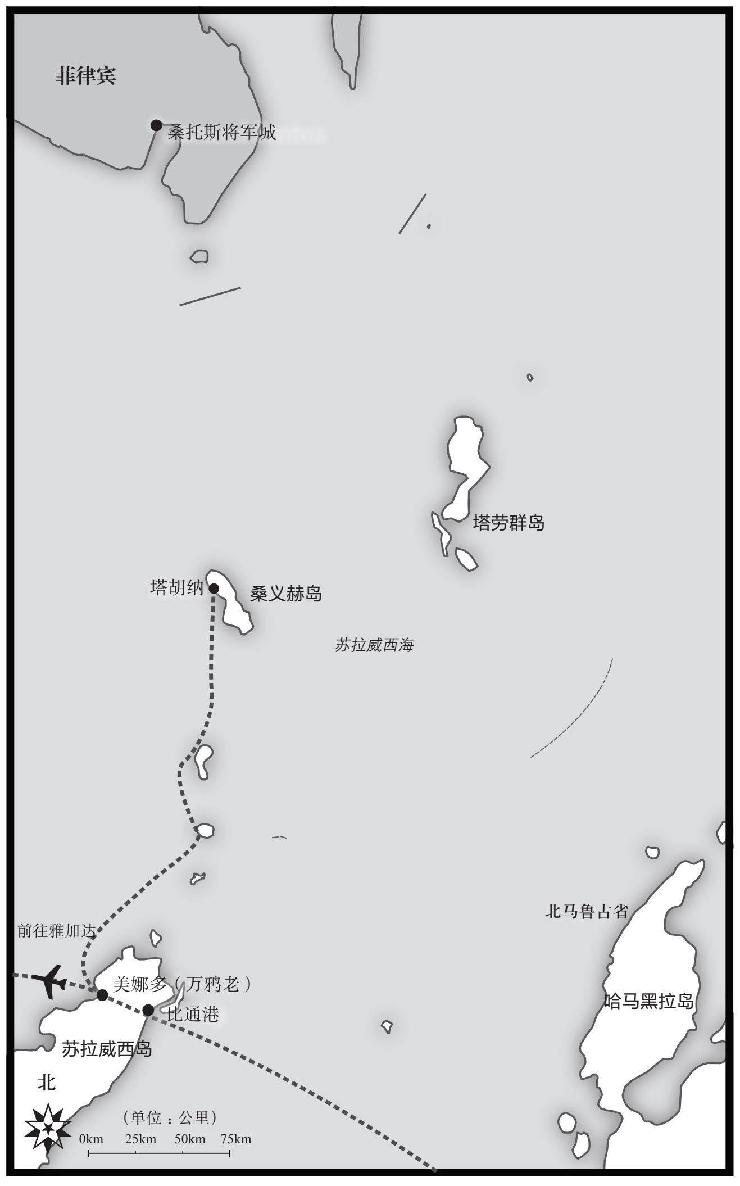 菲律宾
桑托斯将军城
塔劳群岛
塔胡纳
桑义赫岛
苏拉威西海
北马鲁古省
前往雅加达
美娜多（万鸦老）
哈马黑拉岛
比通港
苏拉威西岛
北
（单位：公里）
0km 25km 50km 75km